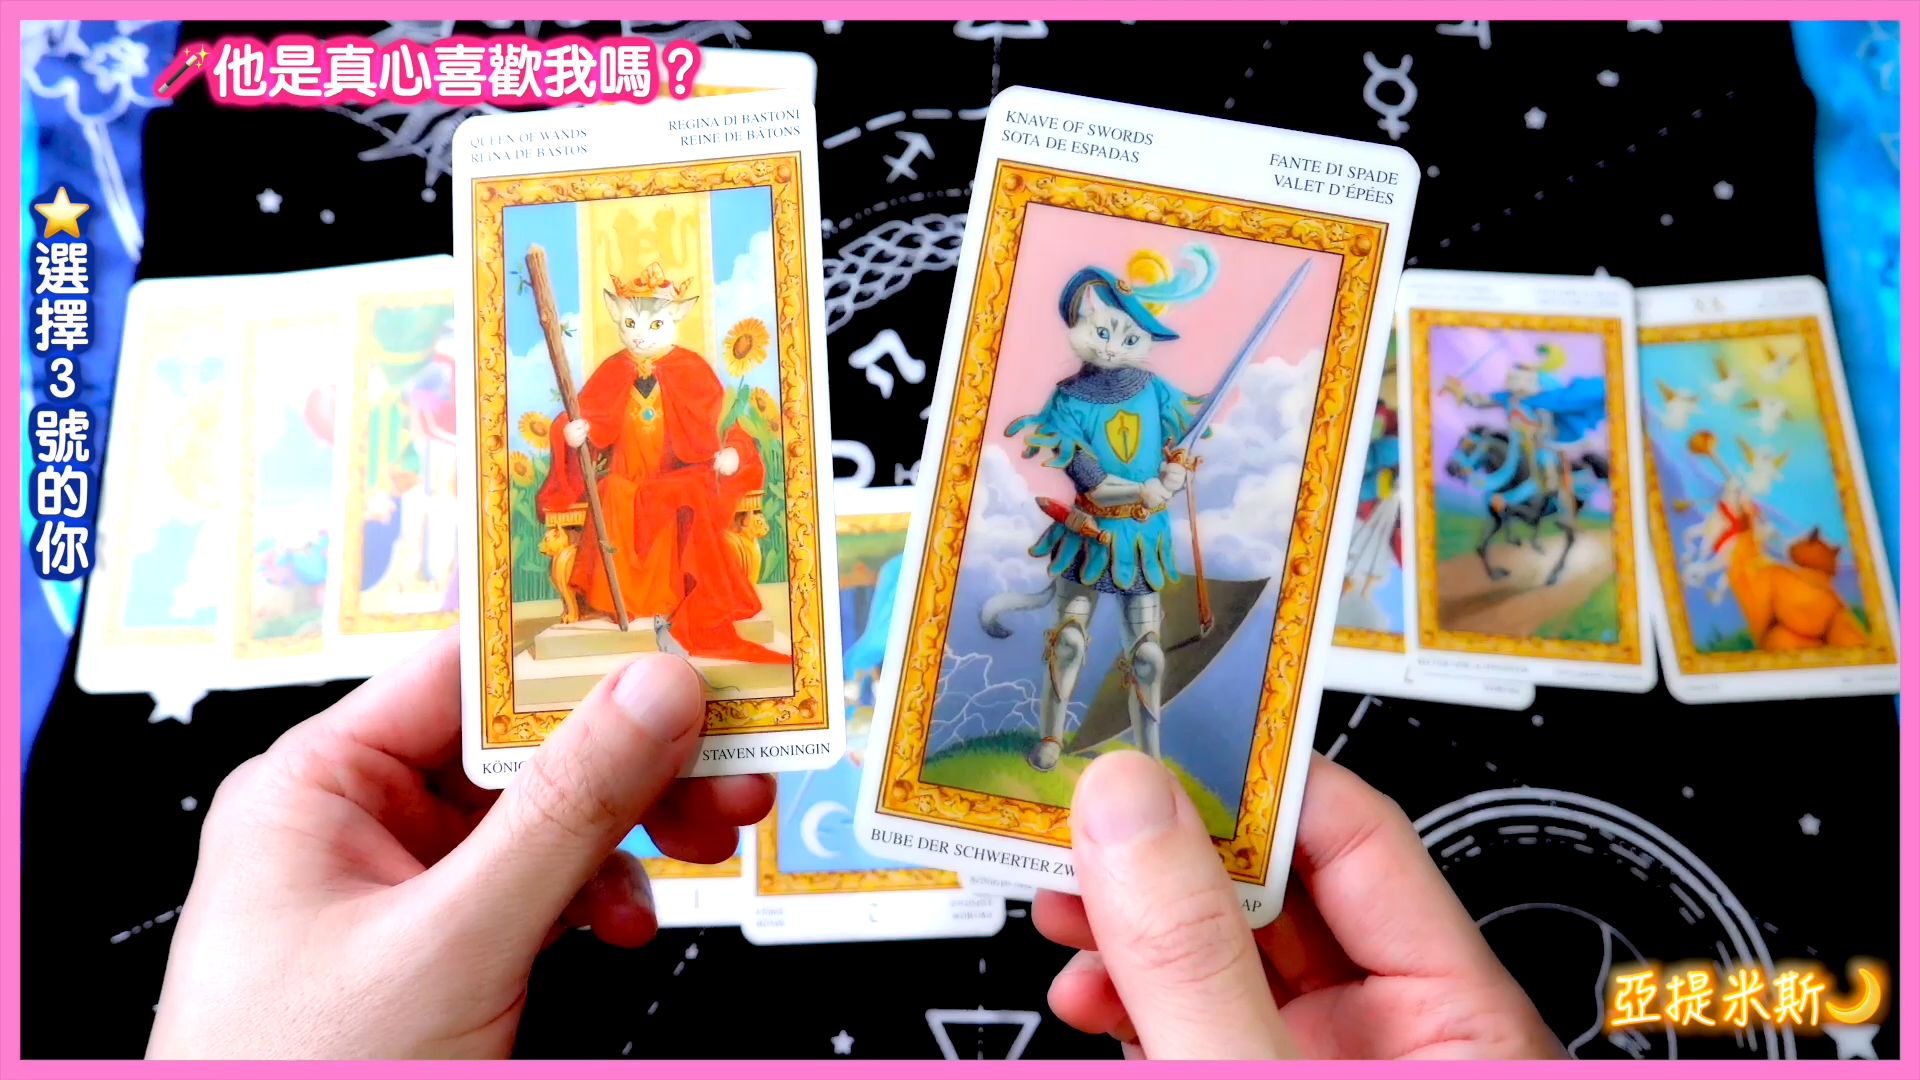 他是真心喜歡我嗎？
選擇3號的你
QUEEN OF WANDS
REINA DE BASTOS
REGINA DI BASTONI
REINE DE BÂTONS
STAVEN KONINGIN
KNAVE OF SWORDS
SOTA DE ESPADAS
FANTE DI SPADE
VALET D'ÉPÉES
BUBE DER SCHWERTER
亞提米斯